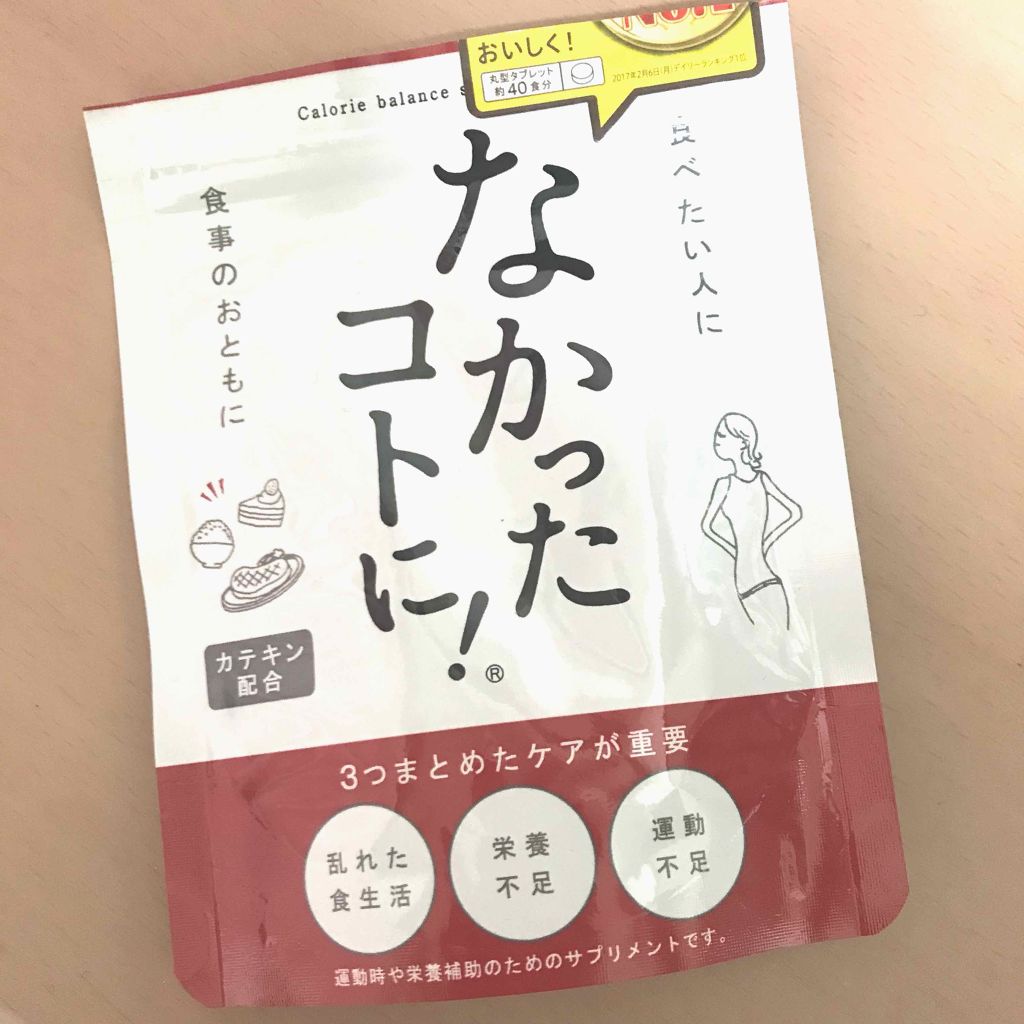 おいしく!
丸型タブレット
約40食分
2017年2月6日(月)デイリーランキング1位
Calorie balance
食べたい人に
なかった
コトに!®
食事のおともに
カテキン
配合
3つまとめたケアが重要
乱れた
食生活
栄養
不足
運動
不足
運動時や栄養補助のためのサプリメントです。